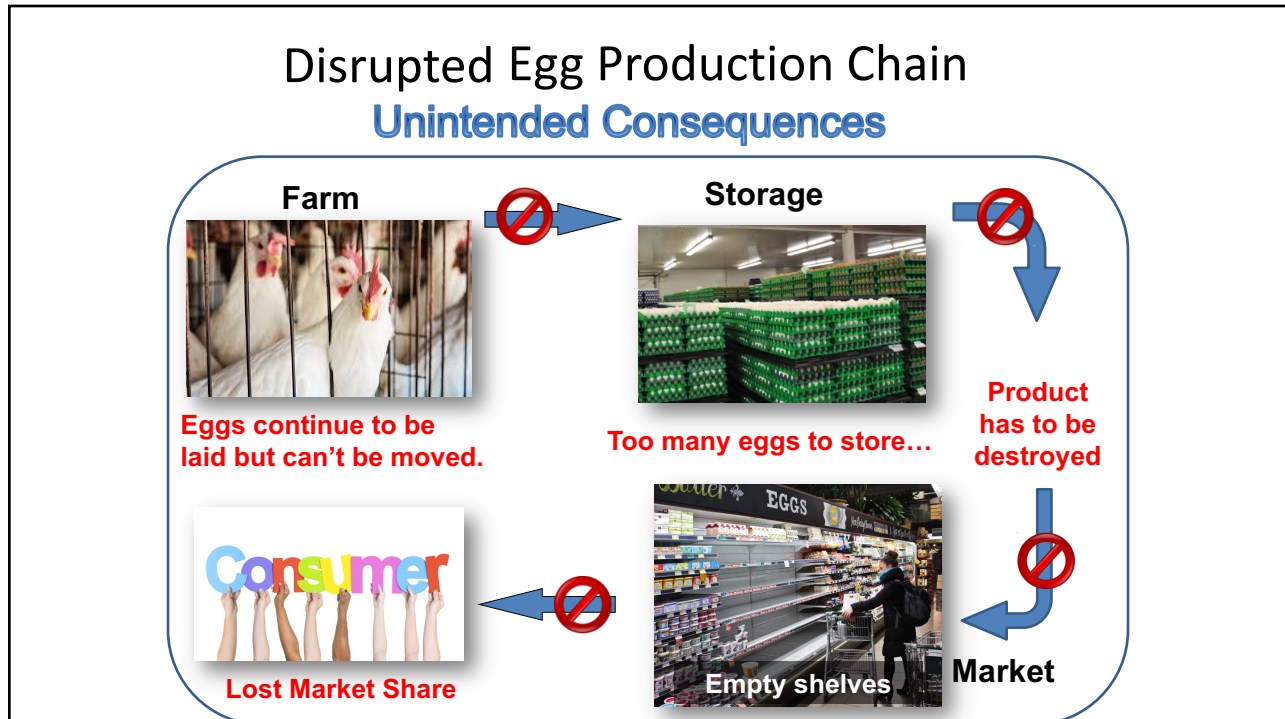 Disrupted Egg Production Chain
Unintended Consequences
Farm
Storage
Eggs continue to be
laid but can't be moved.
Too many eggs to store…
Product
has to be
destroyed
Butter
EGGS
Consumer
Empty shelves
Market
Lost Market Share